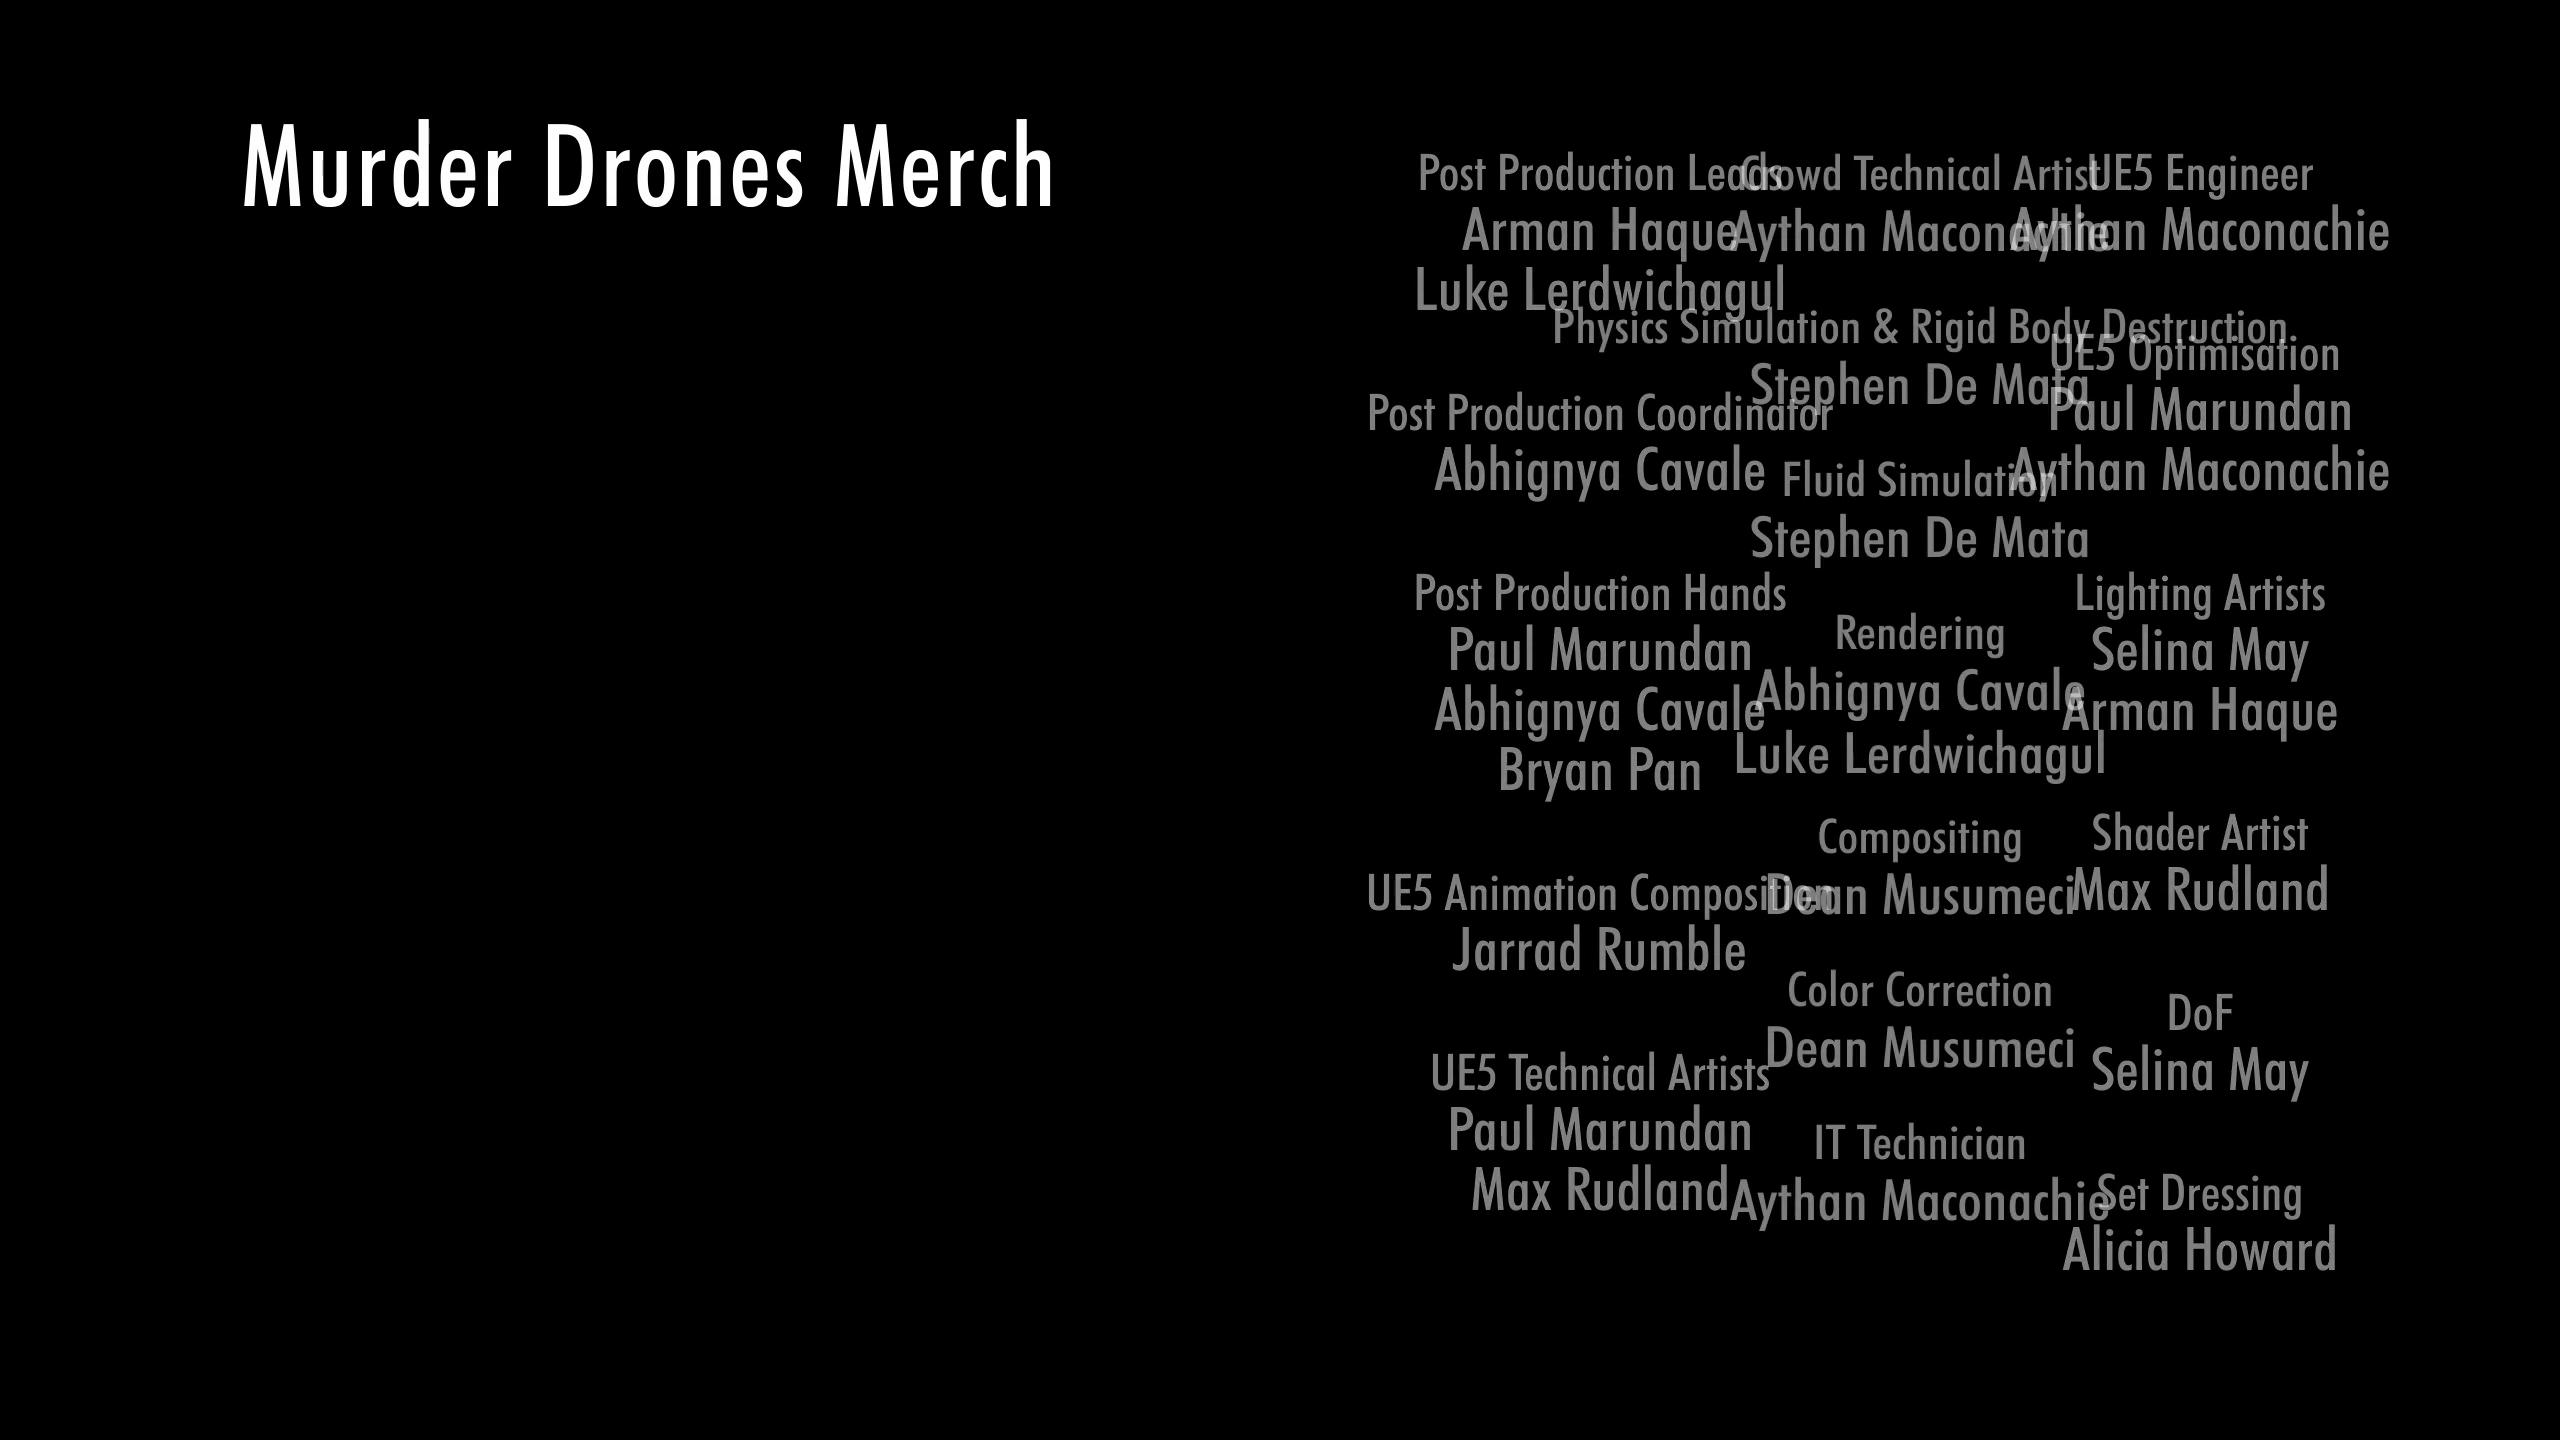 Murder Drones Merch
Post Production Leads
Arman Haque
Luke Lerdwichagul
Post Production Coordinator
Abhignya Cavale
Post Production Hands
Paul Marundan
Abhignya Cavale
Bryan Pan
UE5 Animation Composition
Jarrad Rumble
UE5 Technical Artists
Paul Marundan
Max Rudland
Crowd Technical Artist
Aythan Maconachie
Physics Simulation & Rigid Body Destruction
Stephen De Mata
Fluid Simulation
Stephen De Mata
Rendering
Abhignya Cavale
Luke Lerdwichagul
Compositing
Dean Musumeci
Color Correction
Dean Musumeci
IT Technician
Aythan Maconachie
UE5 Engineer
Aythan Maconachie
UE5 Optimisation
Paul Marundan
Aythan Maconachie
Lighting Artists
Selina May
Arman Haque
Shader Artist
Max Rudland
DoF
Selina May
Set Dressing
Alicia Howard